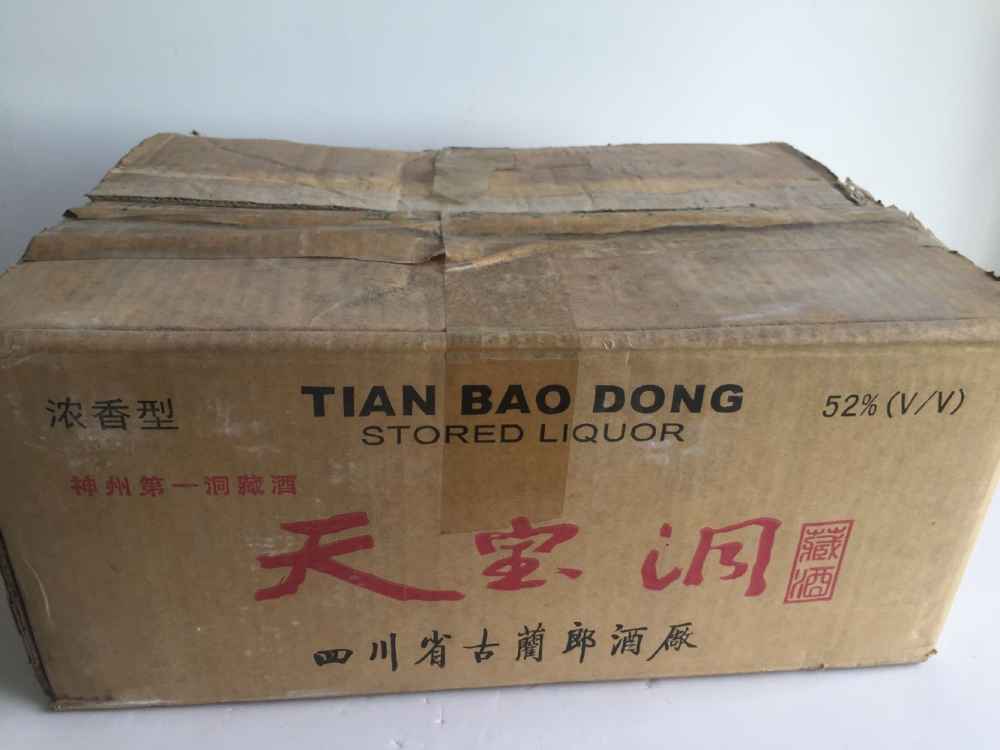 浓香型
TIAN BAO DONG
STORED LIQUOR
52%(V/V)
神州第一洞藏酒
天宝洞
藏酒
四川省古蔺郎酒厰